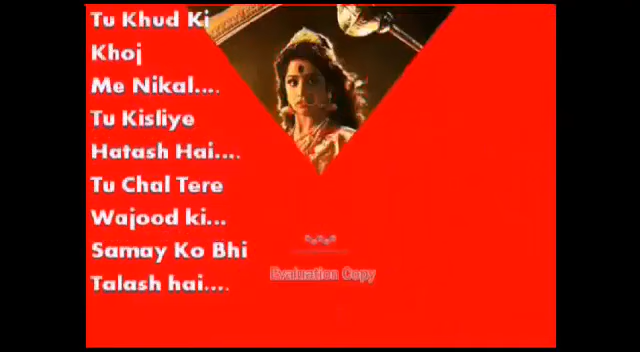 Tu Khud Ki
Khoj
Me Nikal....
Tu Kisliye
Hatash Hai....
Tu Chal Tere
Wajood ki...
Samay Ko Bhi
Talash hai....
Evaluation Copy